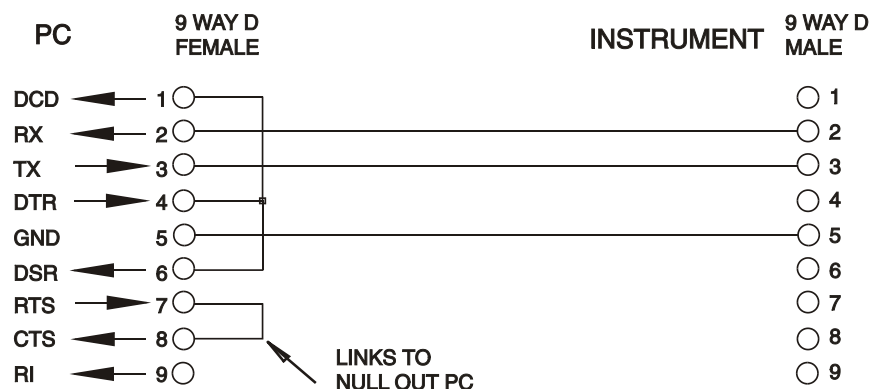 PC
9 WAY D
FEMALE
INSTRUMENT
9 WAY D
MALE
DCD 1 1
RX 2 2
TX 3 3
DTR 4 4
GND 5 5
DSR 6 6
RTS 7 7
CTS 8 8
RI 9 9
LINKS TO
NULL OUT PC